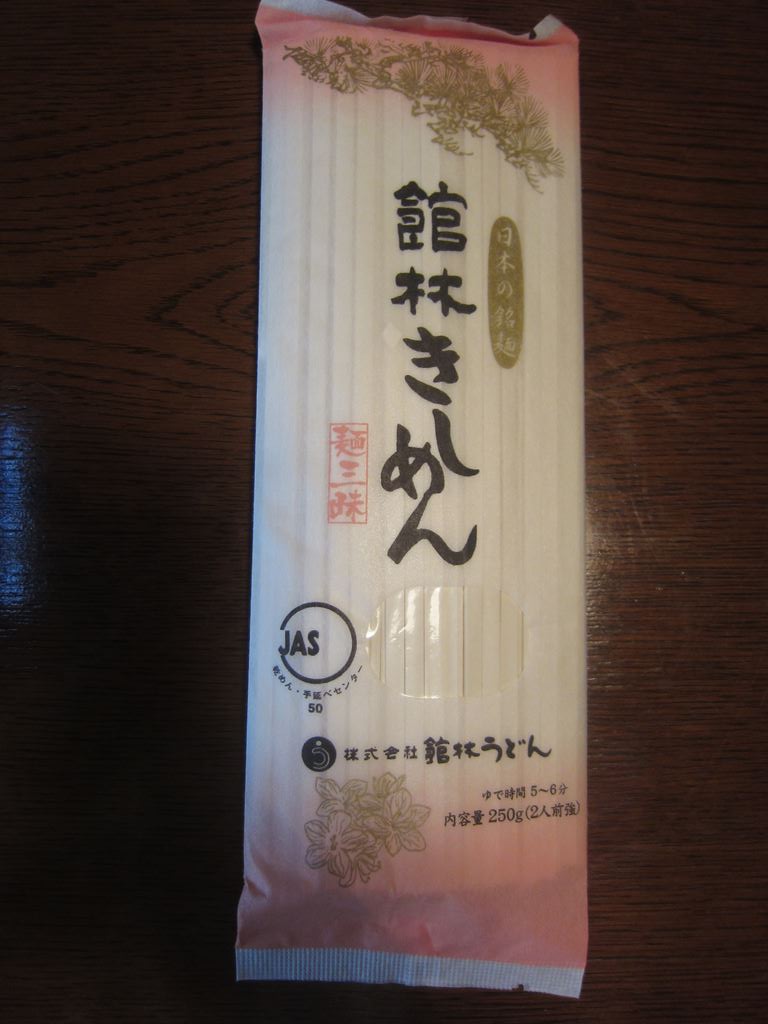 日本の銘麺
館林きしめん
麺三昧
JAS
乾めん・手延べセンター
50
株式会社 館林うどん
ゆで時間 5〜6分
内容量 250g(2人前強)